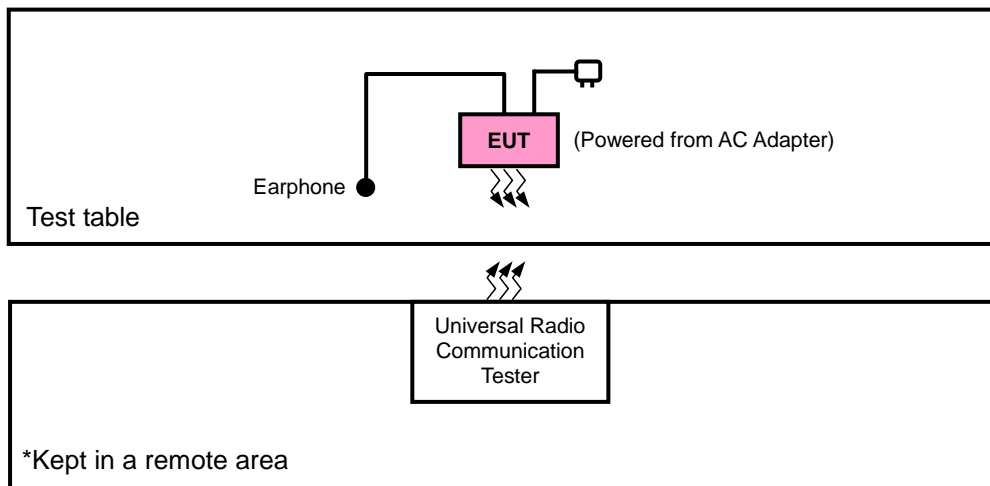 EUT
(Powered from AC Adapter)
Earphone
Test table
Universal Radio
Communication
Tester
*Kept in a remote area